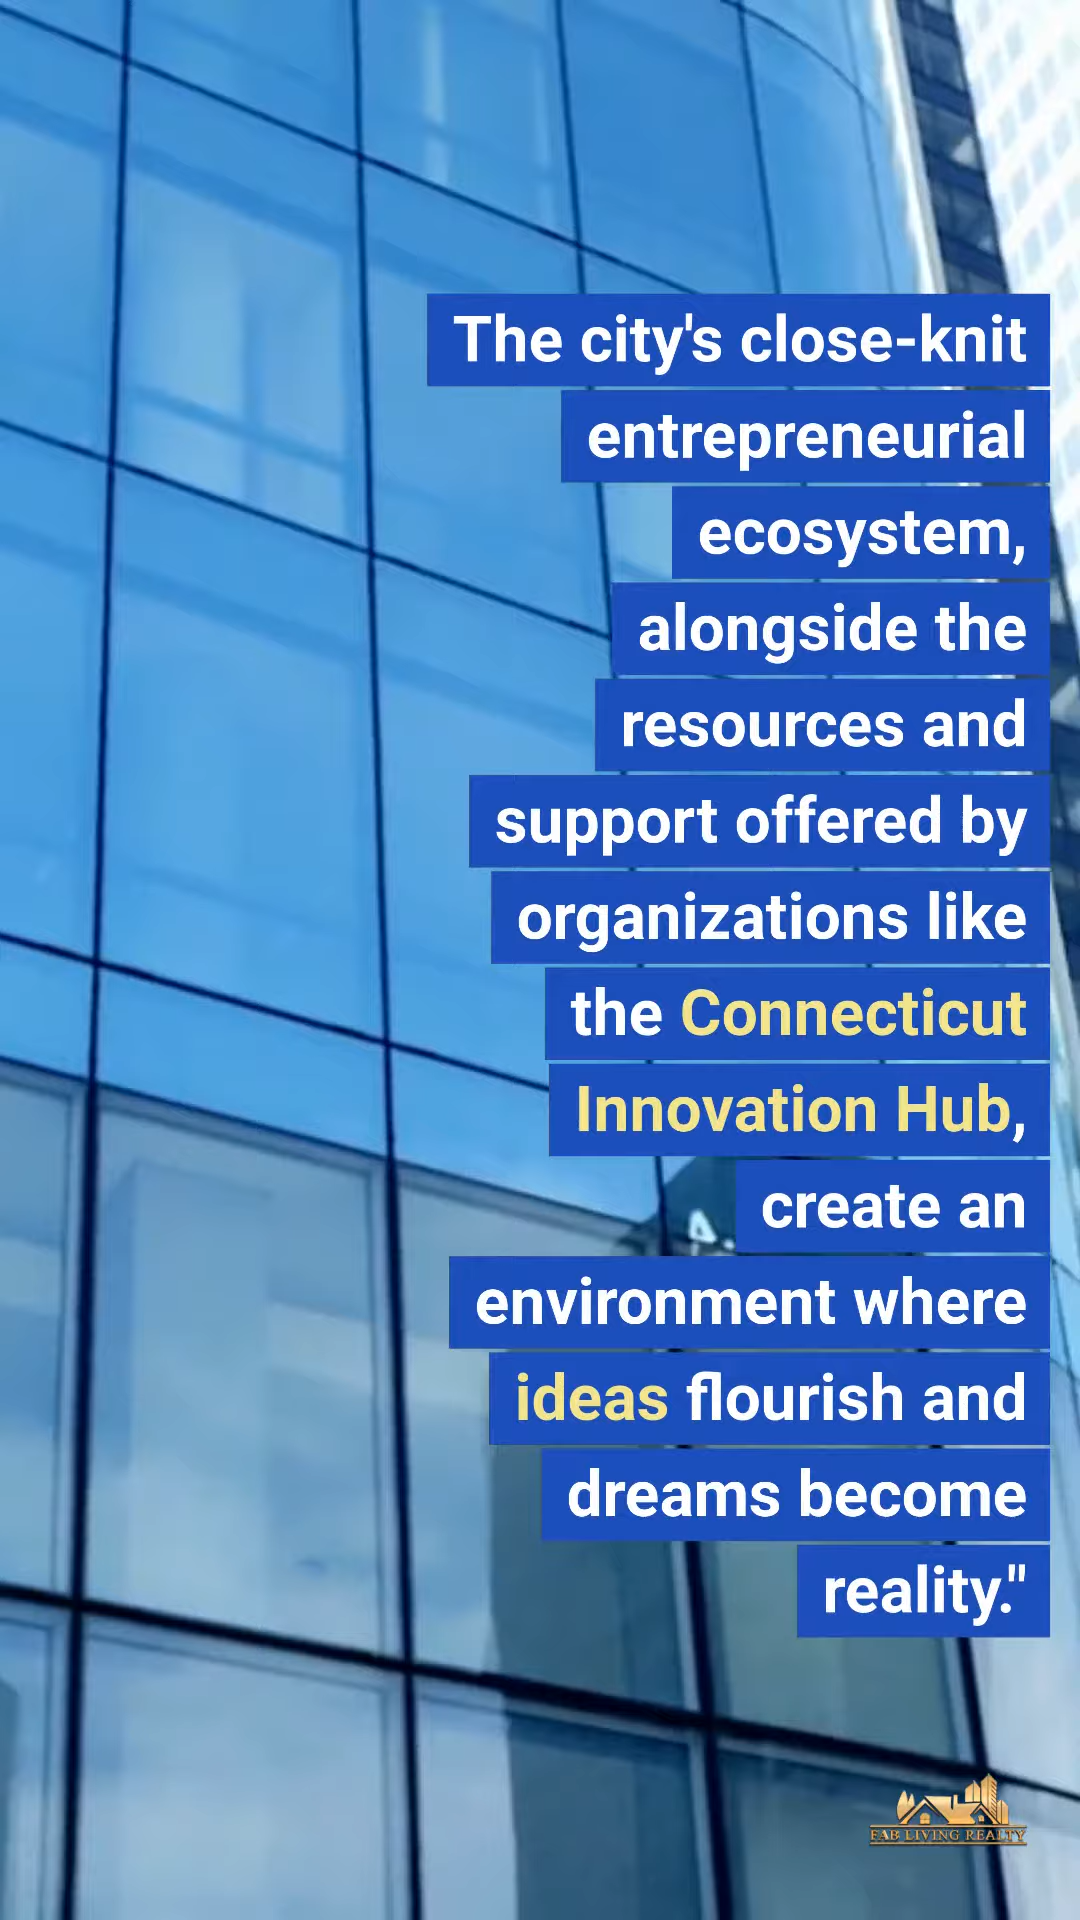 The city's close-knit
entrepreneurial
ecosystem,
alongside the
resources and
support offered by
organizations like
the Connecticut
Innovation Hub,
create an
environment where
ideas flourish and
dreams become
reality."
FAB LIVING REALTY